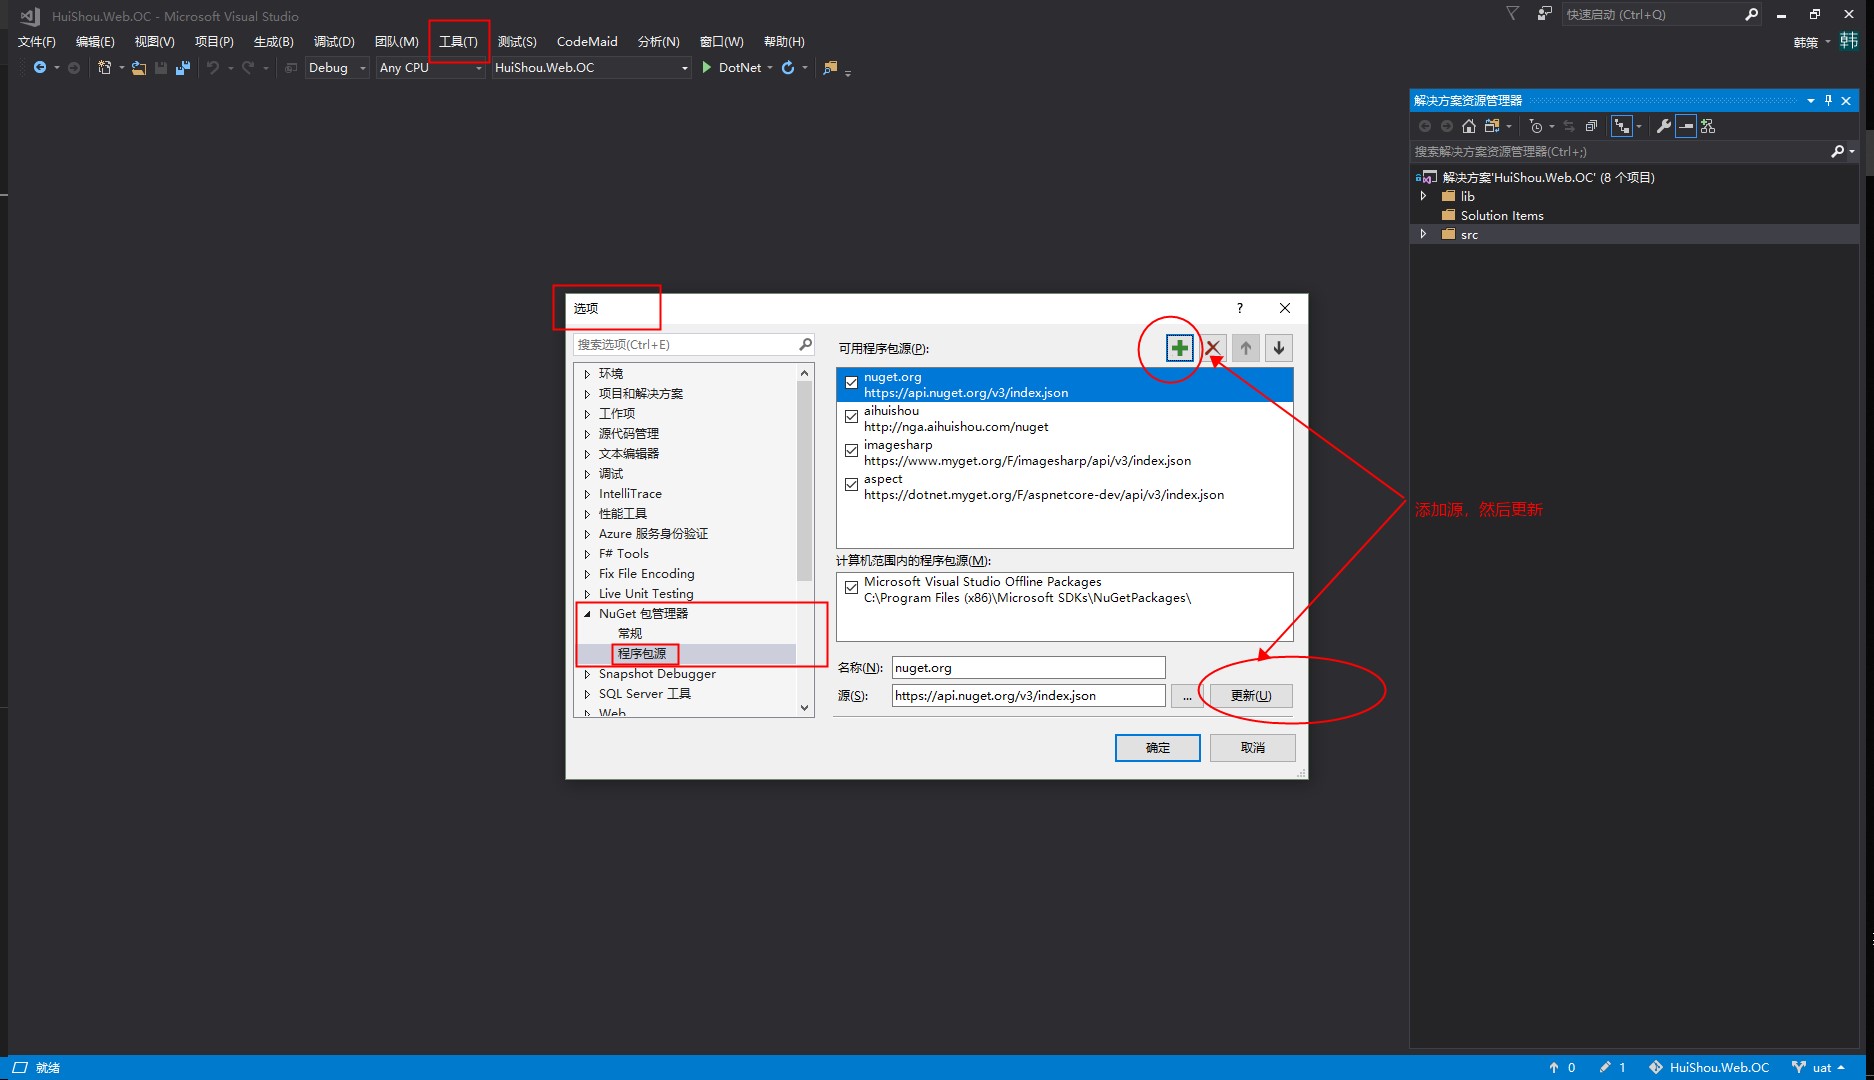 HuiShou.Web.OC - Microsoft Visual Studio
快速启动 (Ctrl+Q)
文件(F) 编辑(E) 视图(V) 项目(P) 生成(B) 调试(D) 团队(M) 工具(T) 测试(S) CodeMaid 分析(N) 窗口(W) 帮助(H)
韩策 韩
Debug Any CPU HuiShou.Web.OC DotNet
解决方案资源管理器
搜索解决方案资源管理器(Ctrl+;)
解决方案'HuiShou.Web.OC' (8 个项目)
lib
Solution Items
src
选项
?
搜索选项(Ctrl+E)
环境
项目和解决方案
工作项
源代码管理
文本编辑器
调试
IntelliTrace
性能工具
Azure 服务身份验证
F# Tools
Fix File Encoding
Live Unit Testing
NuGet 包管理器
常规
程序包源
Snapshot Debugger
SQL Server 工具
Web
可用程序包源(P):
nuget.org
https://api.nuget.org/v3/index.json
aihuishou
http://nga.aihuishou.com/nuget
imagesharp
https://www.myget.org/F/imagesharp/api/v3/index.json
aspect
https://dotnet.myget.org/F/aspnetcore-dev/api/v3/index.json
计算机范围内的程序包源(M):
Microsoft Visual Studio Offline Packages
C:\Program Files (x86)\Microsoft SDKs\NuGetPackages\
名称(N): nuget.org
源(S): https://api.nuget.org/v3/index.json ... 更新(U)
确定 取消
添加源，然后更新
就绪
0 1 HuiShou.Web.OC uat